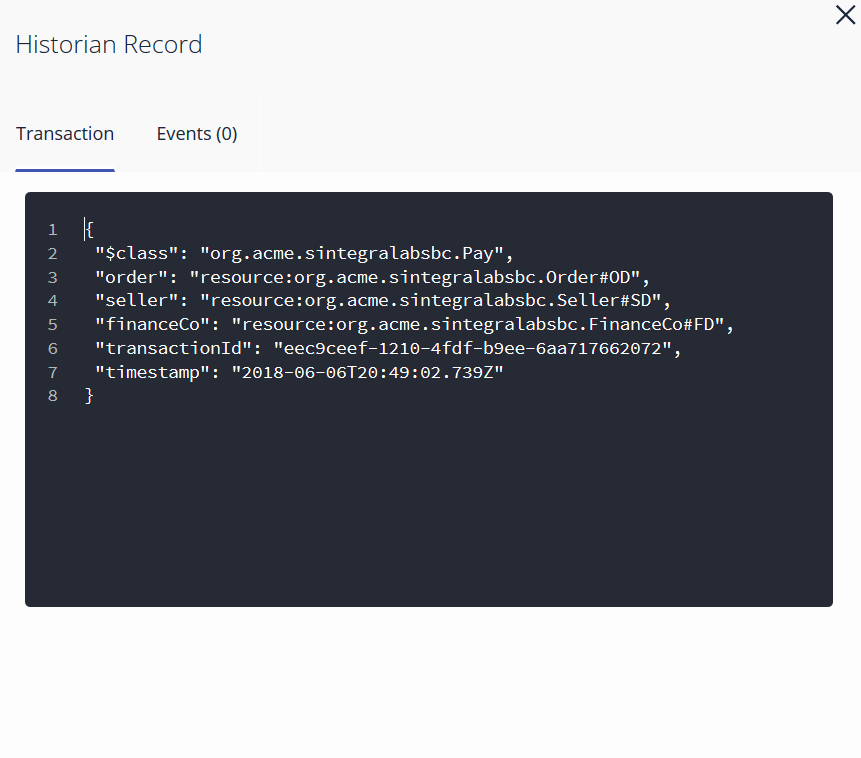 Historian Record
Transaction Events (0)
1 {
2 "$class": "org.acme.sintegralabsbc.Pay",
3 "order": "resource:org.acme.sintegralabsbc.Order#OD",
4 "seller": "resource:org.acme.sintegralabsbc.Seller#SD",
5 "financeCo": "resource:org.acme.sintegralabsbc.FinanceCo#FD",
6 "transactionId": "eec9ceef-1210-4fdf-b9ee-6aa717662072",
7 "timestamp": "2018-06-06T20:49:02.739Z"
8 }